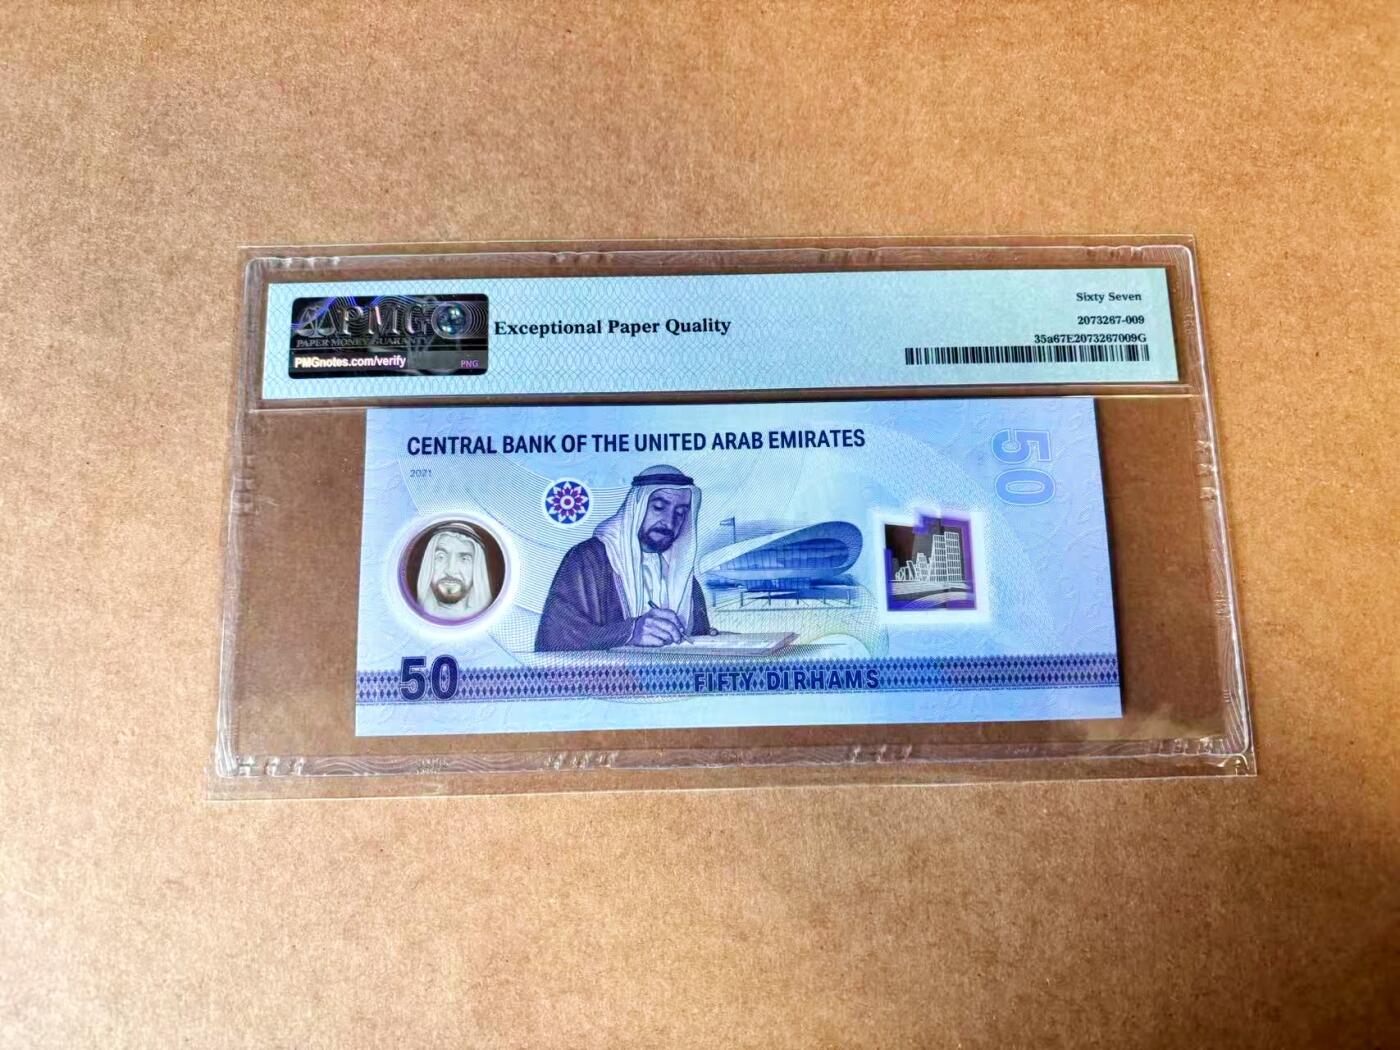 PMG
PAPER MONEY GUARANTY
PMGnotes.com/verify
PNG
Exceptional Paper Quality
Sixty Seven
2073267-009
35a67E2073267009G
CENTRAL BANK OF THE UNITED ARAB EMIRATES
2021
50
50
FIFTY DIRHAMS